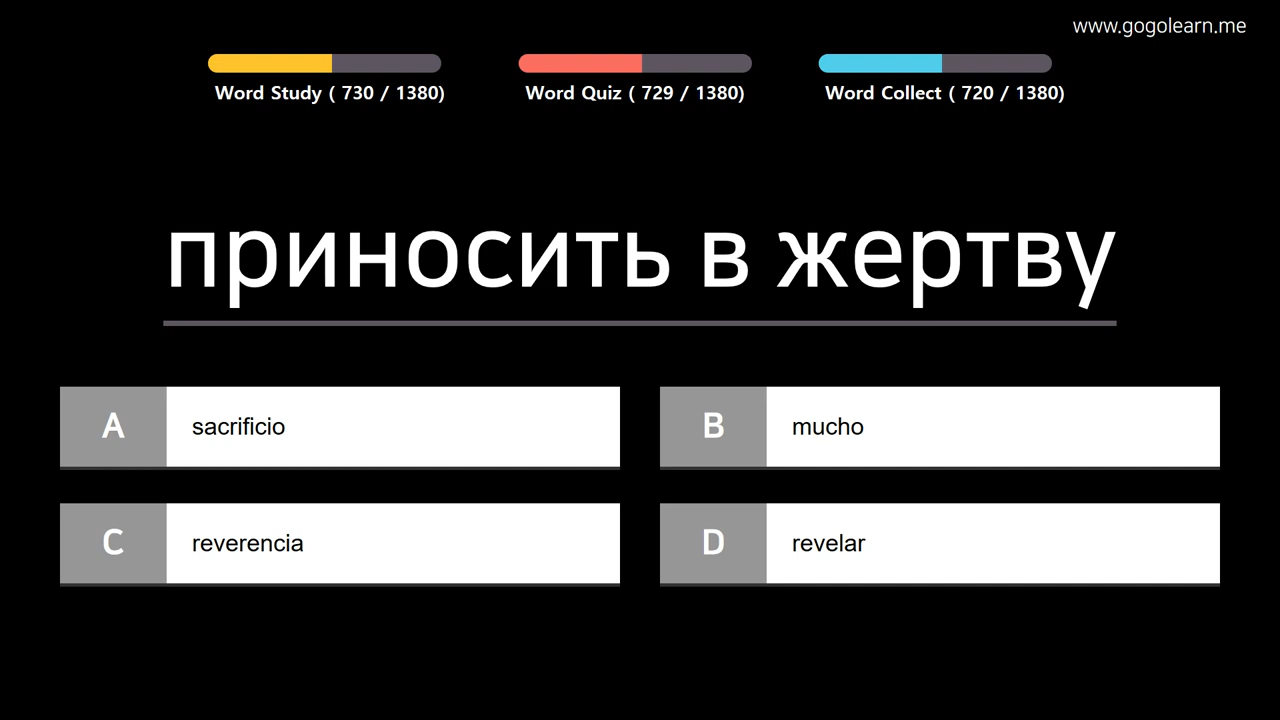 www.gogolearn.me
Word Study ( 730 / 1380)
Word Quiz ( 729 / 1380)
Word Collect ( 720 / 1380)
приносить в жертву
A sacrificio
B mucho
C reverencia
D revelar